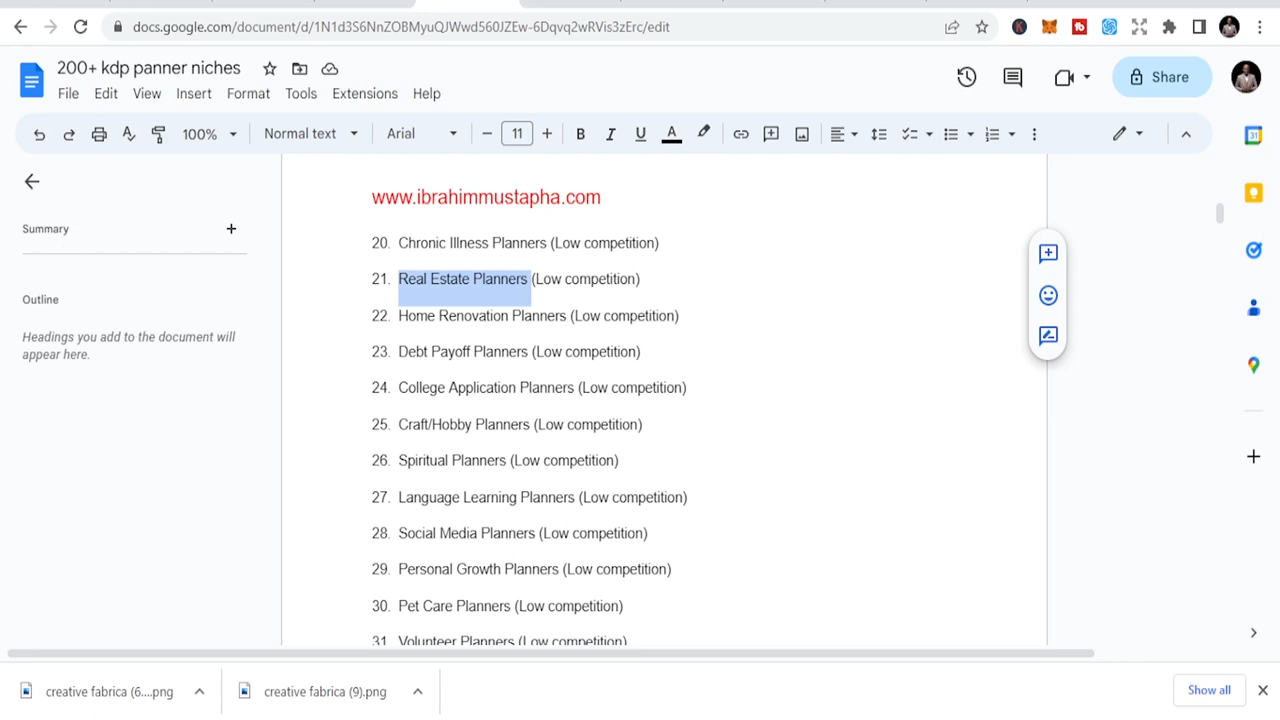 docs.google.com/document/d/1N1d3S6NnZOBMyuQJWwd560JZEw-6Dqvq2wRVis3zErc/edit
200+ kdp panner niches
File Edit View Insert Format Tools Extensions Help
Share
100% Normal text Arial 11 B I U A
www.ibrahimmustapha.com
Summary
Outline
Headings you add to the document will
appear here.
20. Chronic Illness Planners (Low competition)
21. Real Estate Planners (Low competition)
22. Home Renovation Planners (Low competition)
23. Debt Payoff Planners (Low competition)
24. College Application Planners (Low competition)
25. Craft/Hobby Planners (Low competition)
26. Spiritual Planners (Low competition)
27. Language Learning Planners (Low competition)
28. Social Media Planners (Low competition)
29. Personal Growth Planners (Low competition)
30. Pet Care Planners (Low competition)
31. Volunteer Planners (Low competition)
creative fabrica (6....png
creative fabrica (9).png
Show all